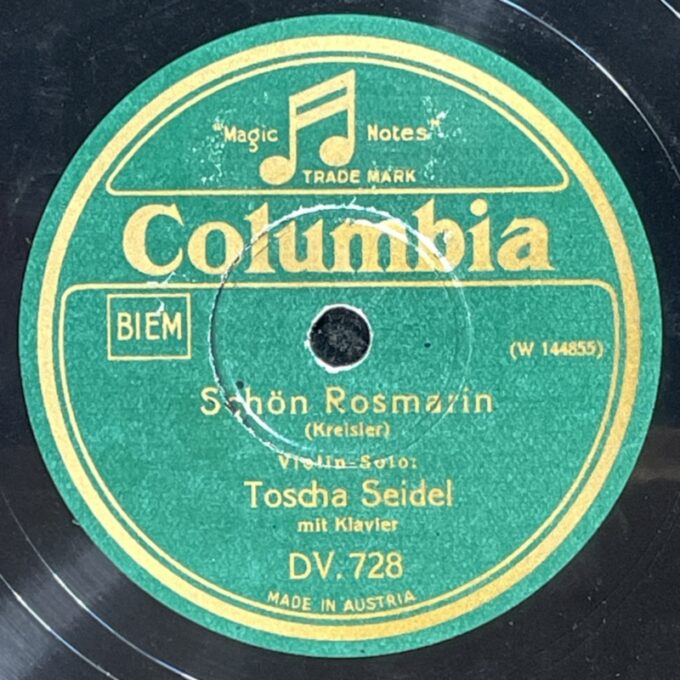 "Magic Notes"
TRADE MARK
Columbia
BIEM
(W 144855)
Schön Rosmarin
(Kreisler)
Violin-Solo:
Toscha Seidel
mit Klavier
DV. 728
MADE IN AUSTRIA